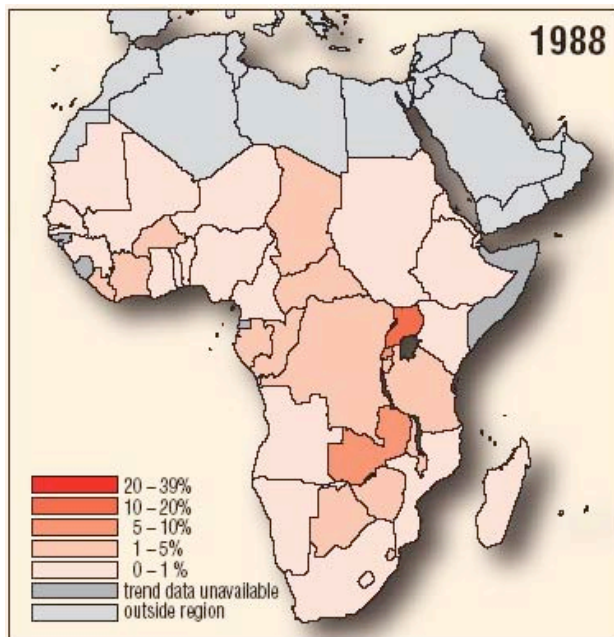 1988
20 – 39%
10 – 20%
5 – 10%
1 – 5%
0 – 1 %
trend data unavailable
outside region